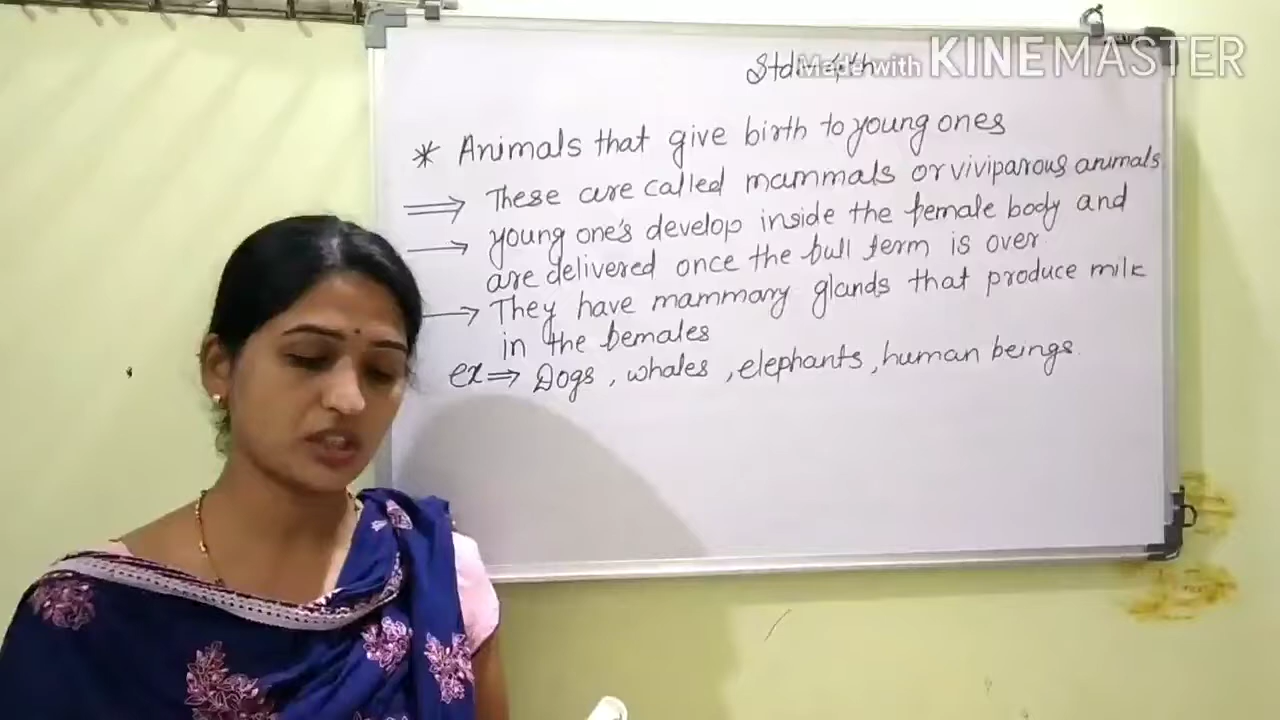 Std:- 4th
Made with KINEMASTER
* Animals that give birth to young ones
⇒ These are called mammals or viviparous animals
→ young one's develop inside the female body and
are delivered once the full term is over.
→ They have mammary glands that produce milk
in the females
ex ⇒ Dogs, whales, elephants, human beings.